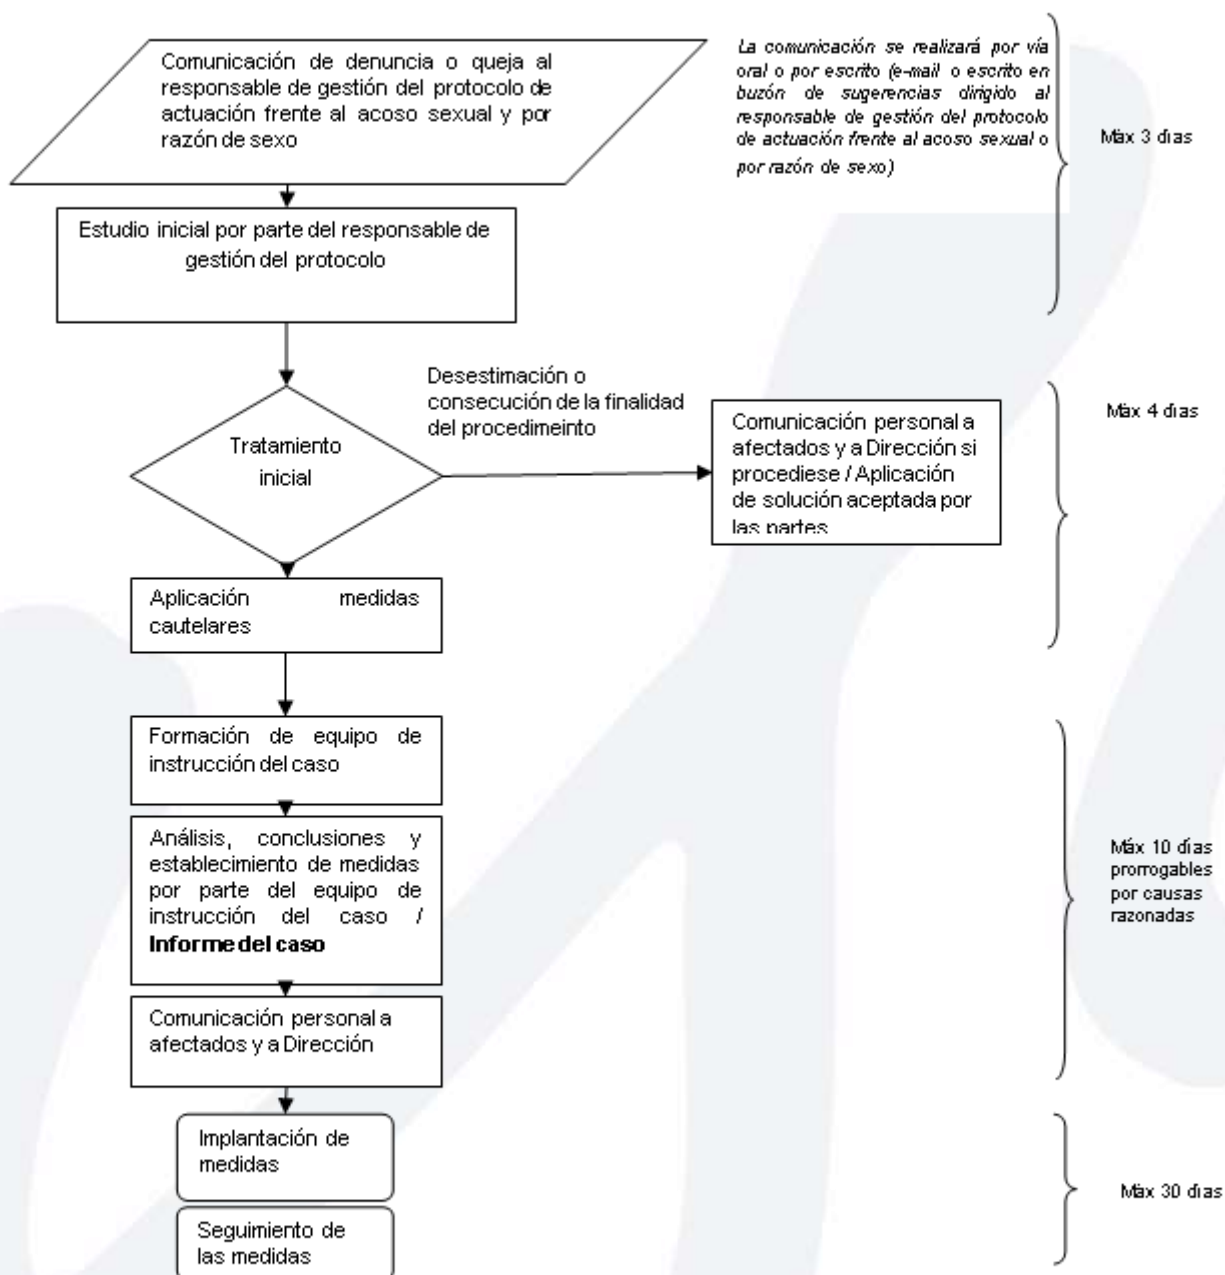 Comunicación de denuncia o queja al
responsable de gestión del protocolo de
actuación frente al acoso sexual y por
razón de sexo
La comunicación se realizará por vía
oral o por escrito (e-mail o escrito en
buzón de sugerencias dirigido al
responsable de gestión del protocolo
de actuación frente al acoso sexual o
por razón de sexo)
Máx 3 días
Estudio inicial por parte del responsable de
gestión del protocolo
Desestimación o
consecución de la finalidad
del procedimeinto
Tratamiento
inicial
Comunicación personal a
afectados y a Dirección si
procediese / Aplicación
de solución aceptada por
las partes
Máx 4 días
Aplicación medidas
cautelares
Formación de equipo de
instrucción del caso
Análisis, conclusiones y
establecimiento de medidas
por parte del equipo de
instrucción del caso /
Informe del caso
Comunicación personal a
afectados y a Dirección
Máx 10 días
prorrogables
por causas
razonadas
Implantación de
medidas
Seguimiento de
las medidas
Máx 30 días